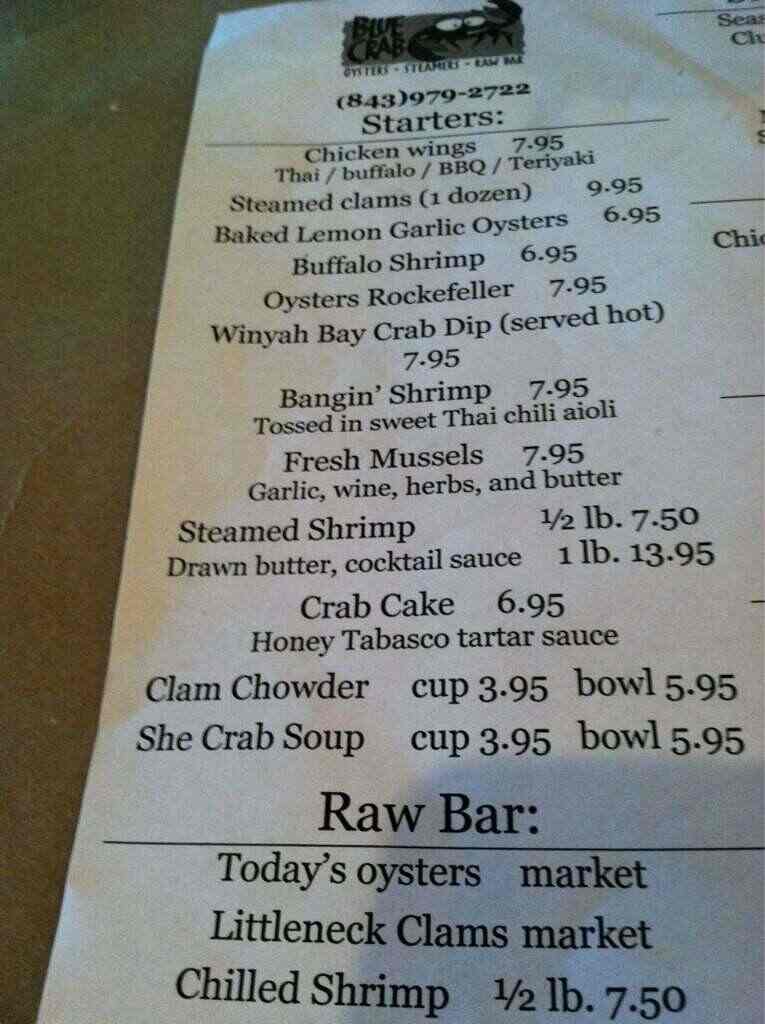 BLUE
CRAB
OYSTERS - STEAMERS - RAW BAR
(843)979-2722
Starters:
Chicken wings 7.95
Thai / buffalo / BBQ / Teriyaki
Steamed clams (1 dozen) 9.95
Baked Lemon Garlic Oysters 6.95
Buffalo Shrimp 6.95
Oysters Rockefeller 7.95
Winyah Bay Crab Dip (served hot)
7.95
Bangin' Shrimp 7.95
Tossed in sweet Thai chili aioli
Fresh Mussels 7.95
Garlic, wine, herbs, and butter
Steamed Shrimp ½ lb. 7.50
Drawn butter, cocktail sauce 1 lb. 13.95
Crab Cake 6.95
Honey Tabasco tartar sauce
Clam Chowder cup 3.95 bowl 5.95
She Crab Soup cup 3.95 bowl 5.95
Raw Bar:
Today's oysters market
Littleneck Clams market
Chilled Shrimp ½ lb. 7.50